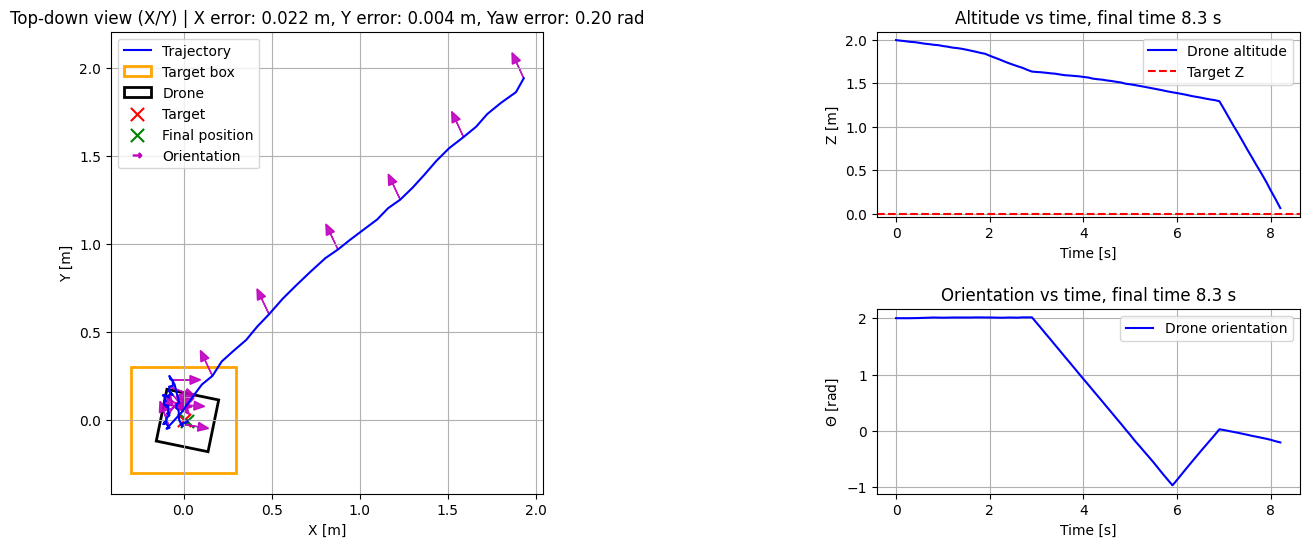 Top-down view (X/Y) | X error: 0.022 m, Y error: 0.004 m, Yaw error: 0.20 rad
Trajectory
Target box
Drone
Target
Final position
Orientation
2.0
1.5
1.0
0.5
0.0
Y [m]
0.0 0.5 1.0 1.5 2.0
X [m]
Altitude vs time, final time 8.3 s
Drone altitude
Target Z
2.0
1.5
1.0
0.5
0.0
Z [m]
0 2 4 6 8
Time [s]
Orientation vs time, final time 8.3 s
Drone orientation
2
1
0
−1
Θ [rad]
0 2 4 6 8
Time [s]